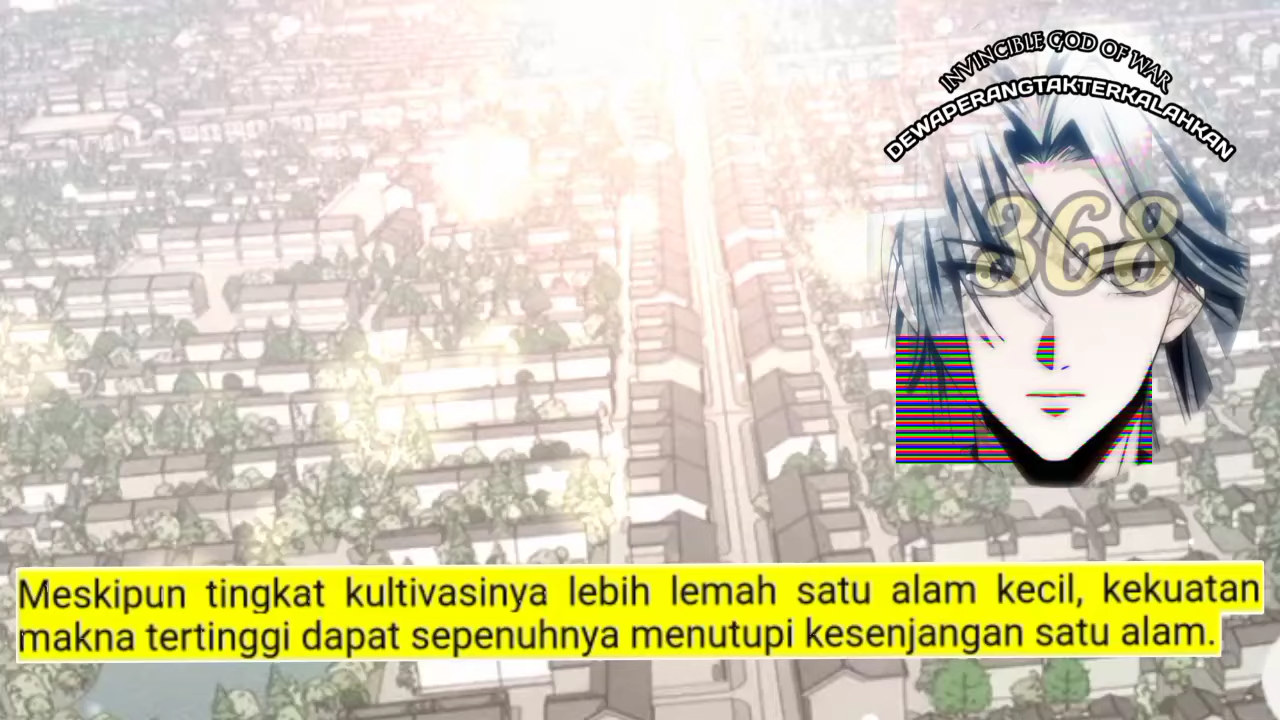 INVINCIBLE GOD OF WAR
DEWAPERANGTAKTERKALAHKAN
368
Meskipun tingkat kultivasinya lebih lemah satu alam kecil, kekuatan
makna tertinggi dapat sepenuhnya menutupi kesenjangan satu alam.